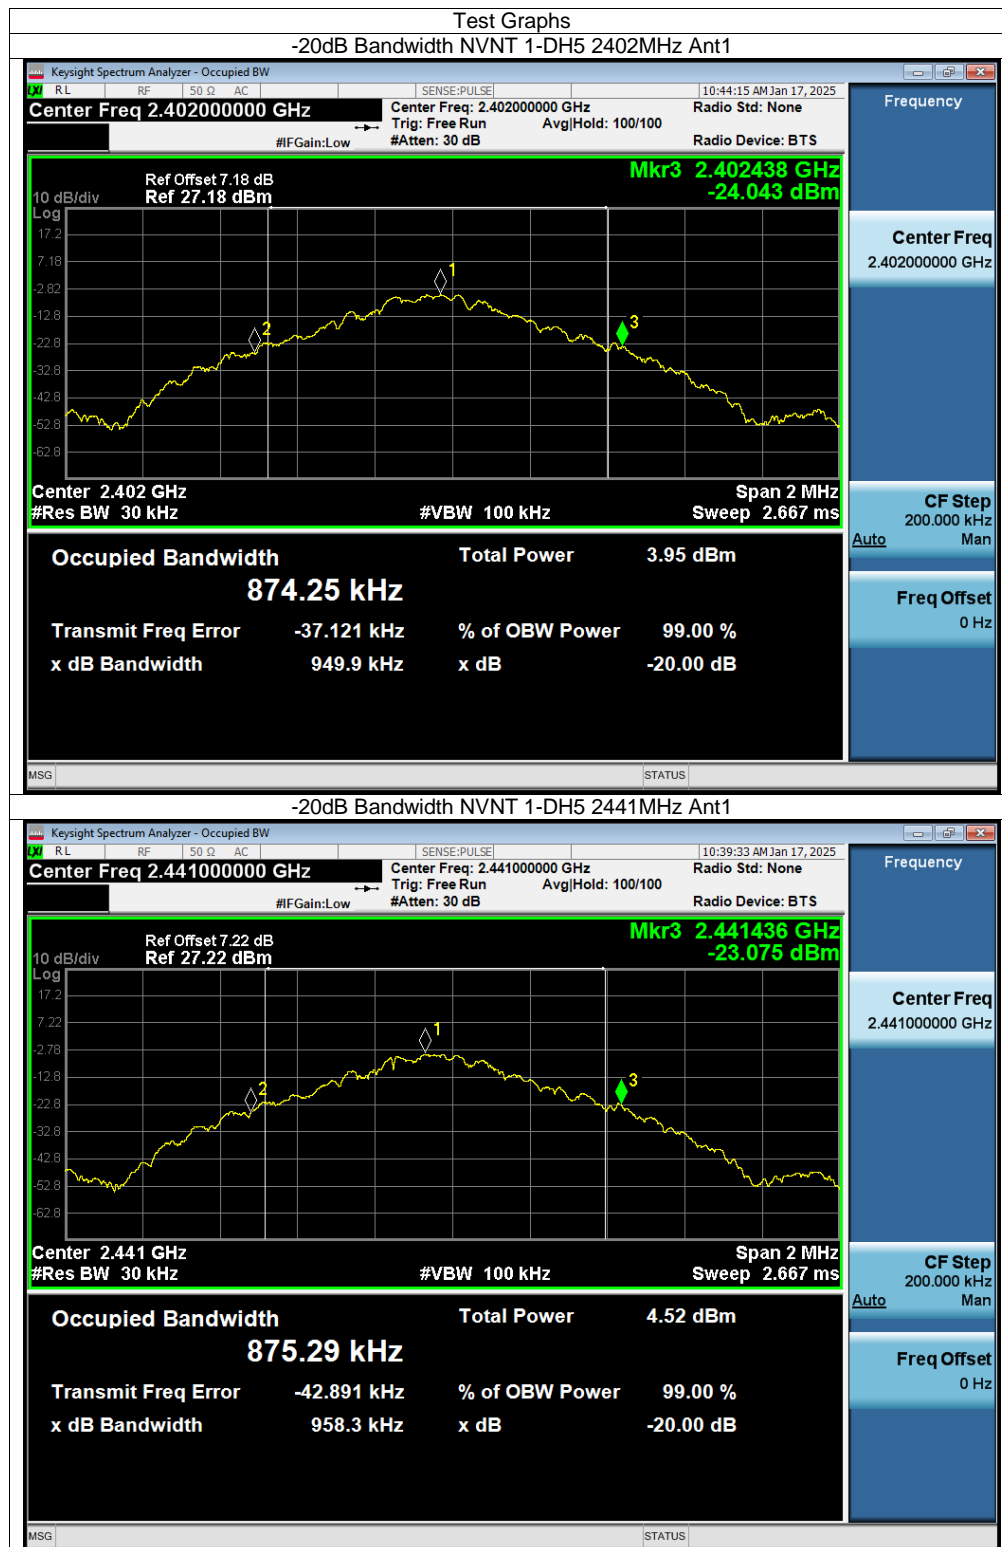 Test Graphs
-20dB Bandwidth NVNT 1-DH5 2402MHz Ant1
Keysight Spectrum Analyzer - Occupied BW
LXI RL RF 50 Ω AC SENSE:PULSE 10:44:15 AM Jan 17, 2025
Center Freq 2.402000000 GHz
Center Freq: 2.402000000 GHz Radio Std: None
Trig: Free Run Avg|Hold: 100/100
#IFGain:Low #Atten: 30 dB Radio Device: BTS
Frequency
Mkr3 2.402438 GHz
-24.043 dBm
Ref Offset 7.18 dB
10 dB/div Ref 27.18 dBm
Log
17.2
7.18
-2.82
-12.8
-22.8
-32.8
-42.8
-52.8
-62.8
1
2
3
Center 2.402 GHz Span 2 MHz
#Res BW 30 kHz #VBW 100 kHz Sweep 2.667 ms
Center Freq
2.402000000 GHz
CF Step
200.000 kHz
Auto Man
Freq Offset
0 Hz
Occupied Bandwidth Total Power 3.95 dBm
874.25 kHz
Transmit Freq Error -37.121 kHz % of OBW Power 99.00 %
x dB Bandwidth 949.9 kHz x dB -20.00 dB
MSG STATUS
-20dB Bandwidth NVNT 1-DH5 2441MHz Ant1
Keysight Spectrum Analyzer - Occupied BW
LXI RL RF 50 Ω AC SENSE:PULSE 10:39:33 AM Jan 17, 2025
Center Freq 2.441000000 GHz
Center Freq: 2.441000000 GHz Radio Std: None
Trig: Free Run Avg|Hold: 100/100
#IFGain:Low #Atten: 30 dB Radio Device: BTS
Frequency
Mkr3 2.441436 GHz
-23.075 dBm
Ref Offset 7.22 dB
10 dB/div Ref 27.22 dBm
Log
17.2
7.22
-2.78
-12.8
-22.8
-32.8
-42.8
-52.8
-62.8
1
2
3
Center 2.441 GHz Span 2 MHz
#Res BW 30 kHz #VBW 100 kHz Sweep 2.667 ms
Center Freq
2.441000000 GHz
CF Step
200.000 kHz
Auto Man
Freq Offset
0 Hz
Occupied Bandwidth Total Power 4.52 dBm
875.29 kHz
Transmit Freq Error -42.891 kHz % of OBW Power 99.00 %
x dB Bandwidth 958.3 kHz x dB -20.00 dB
MSG STATUS